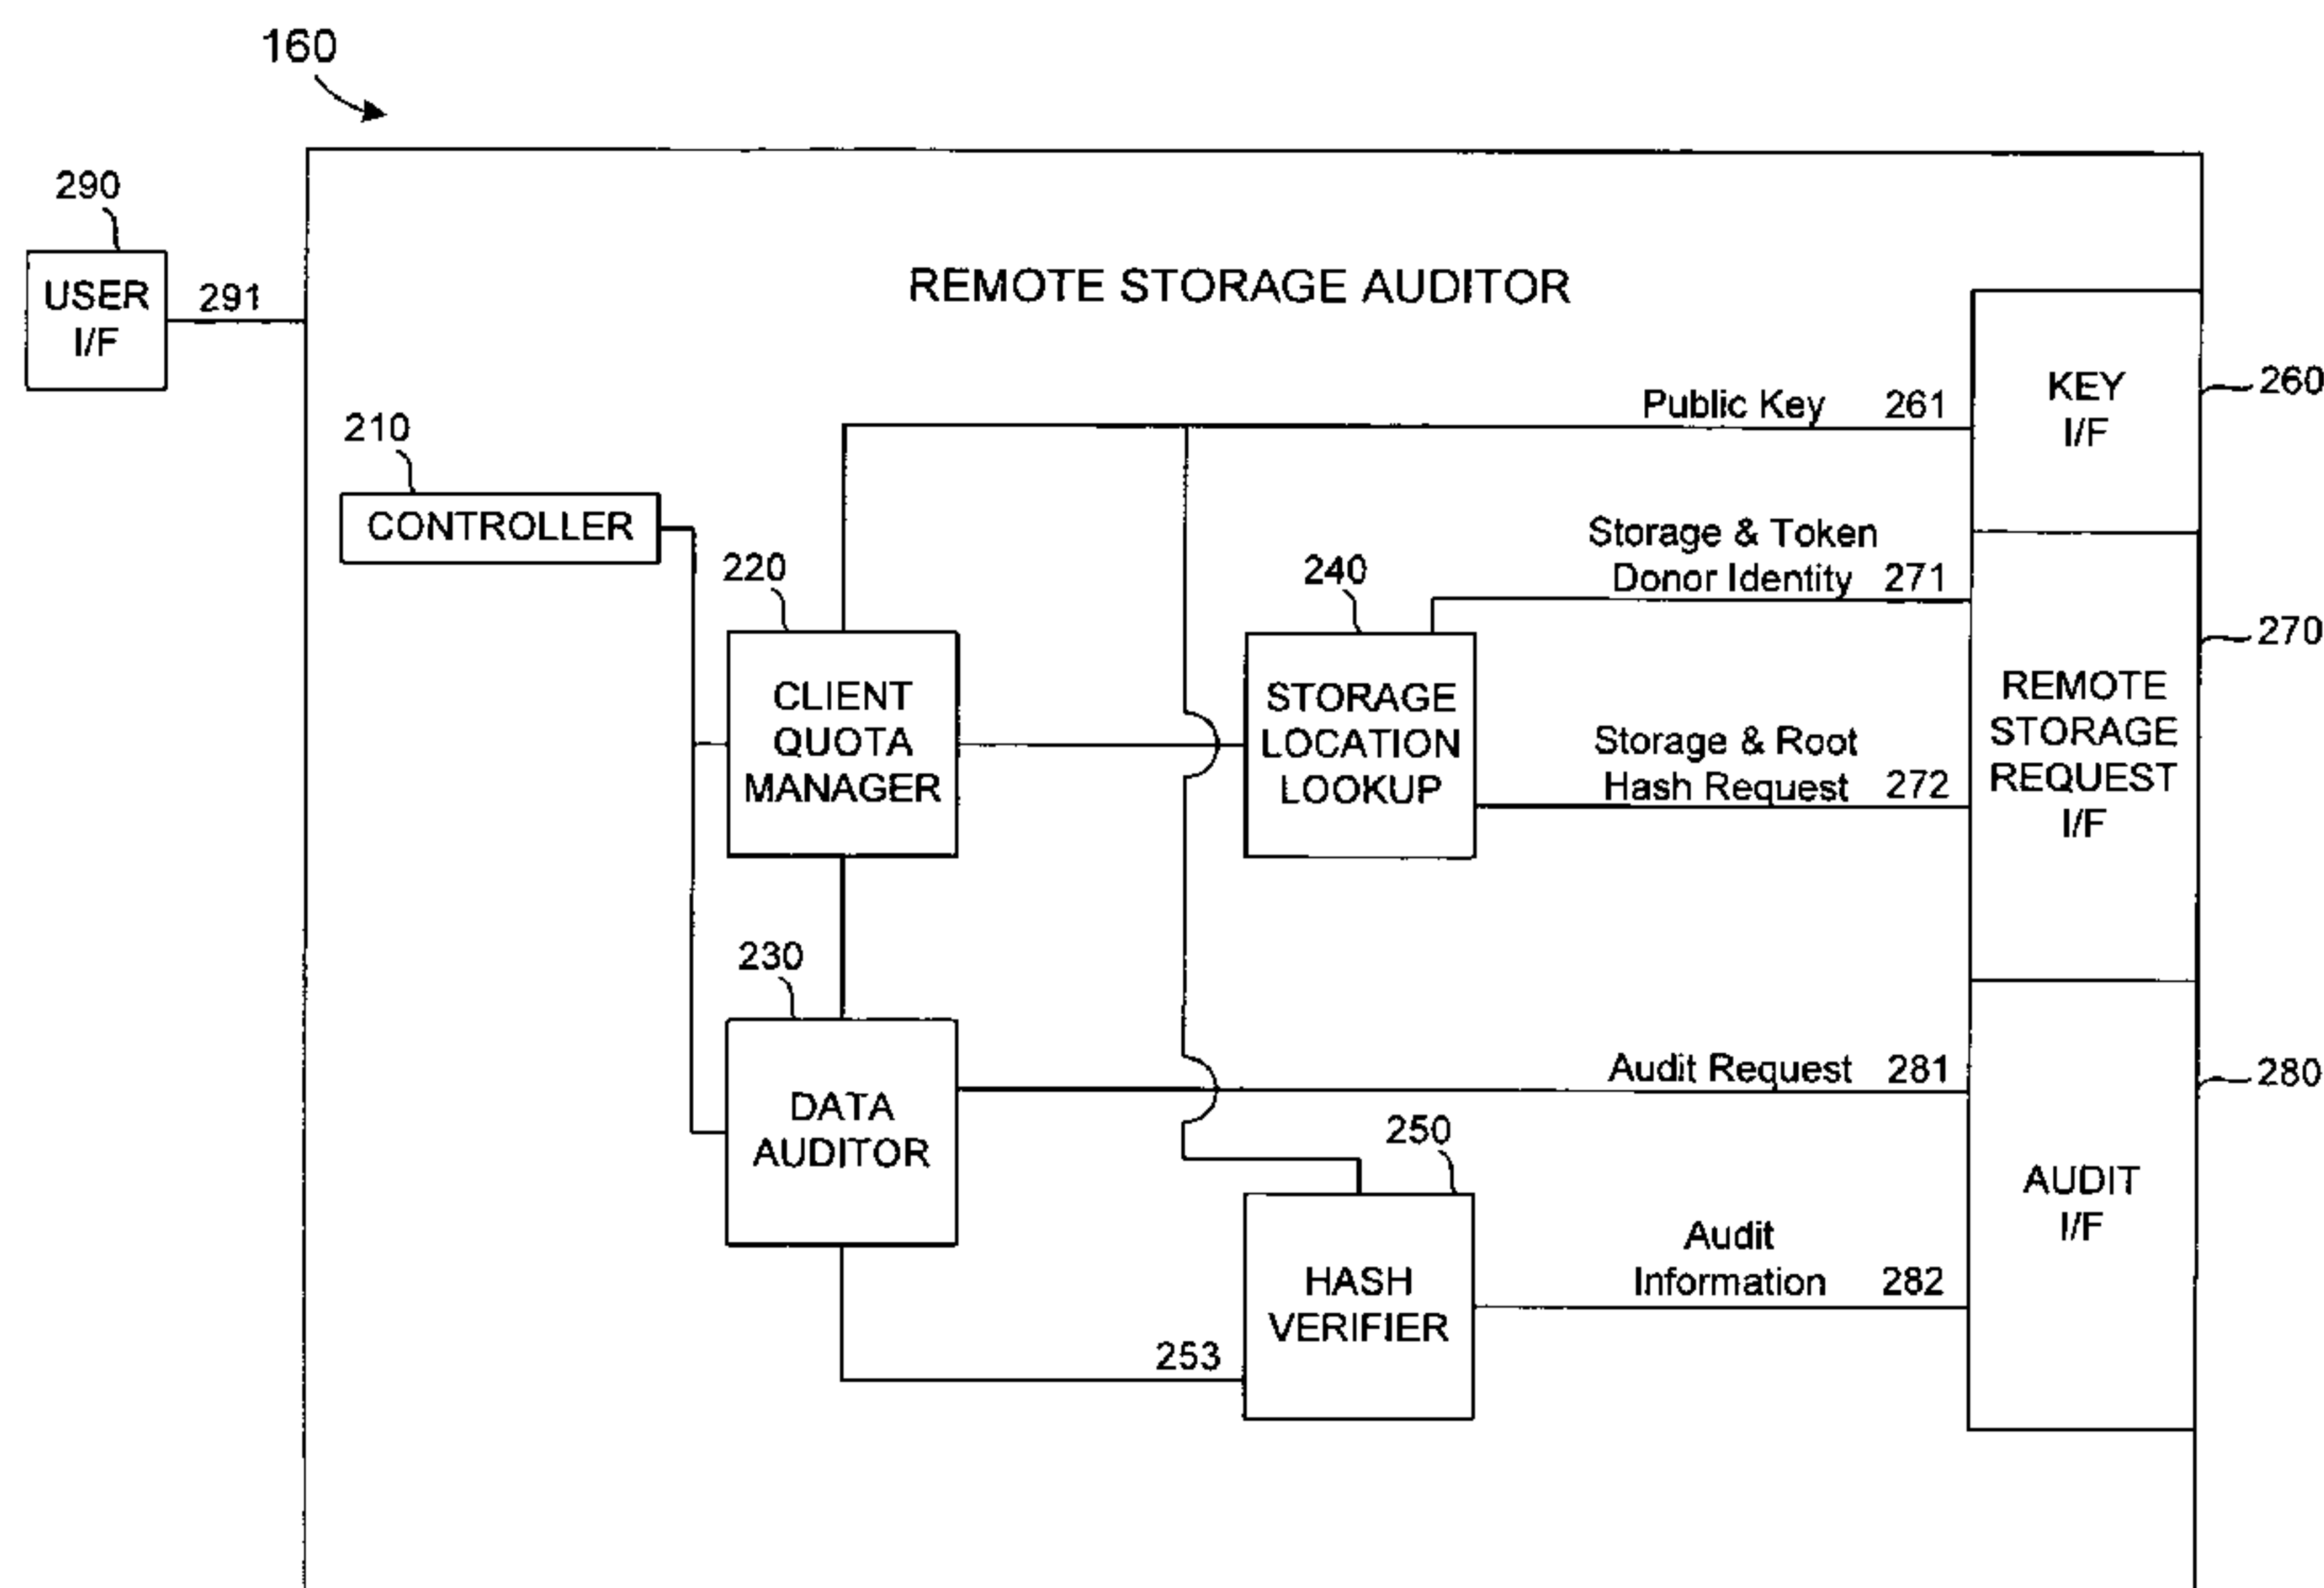 160
290
USER
I/F
291
REMOTE STORAGE AUDITOR
KEY
I/F
260
Public Key 261
210
CONTROLLER
Storage & Token
Donor Identity 271
220
240
270
CLIENT
QUOTA
MANAGER
STORAGE
LOCATION
LOOKUP
Storage & Root
Hash Request 272
REMOTE
STORAGE
REQUEST
I/F
230
DATA
AUDITOR
Audit Request 281
280
250
AUDIT
I/F
HASH
VERIFIER
Audit
Information 282
253